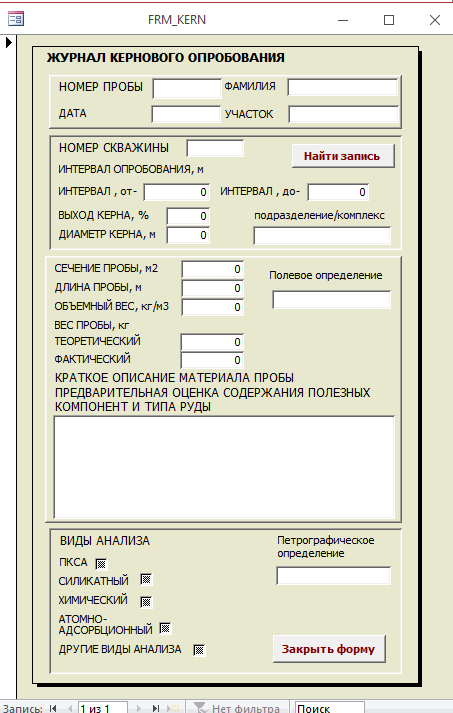 FRM_KERN
ЖУРНАЛ КЕРНОВОГО ОПРОБОВАНИЯ
НОМЕР ПРОБЫ ФАМИЛИЯ
ДАТА УЧАСТОК
НОМЕР СКВАЖИНЫ Найти запись
ИНТЕРВАЛ ОПРОБОВАНИЯ, м
ИНТЕРВАЛ , от- 0 ИНТЕРВАЛ , до- 0
ВЫХОД КЕРНА, % 0 подразделение/комплекс
ДИАМЕТР КЕРНА, м 0
СЕЧЕНИЕ ПРОБЫ, м2 0 Полевое определение
ДЛИНА ПРОБЫ, м 0
ОБЪЕМНЫЙ ВЕС, кг/м3 0
ВЕС ПРОБЫ, кг
ТЕОРЕТИЧЕСКИЙ 0
ФАКТИЧЕСКИЙ 0
КРАТКОЕ ОПИСАНИЕ МАТЕРИАЛА ПРОБЫ
ПРЕДВАРИТЕЛЬНАЯ ОЦЕНКА СОДЕРЖАНИЯ ПОЛЕЗНЫХ
КОМПОНЕНТ И ТИПА РУДЫ
ВИДЫ АНАЛИЗА Петрографическое
определение
ПКСА
СИЛИКАТНЫЙ
ХИМИЧЕСКИЙ
АТОМНО-
АДСОРБЦИОННЫЙ
ДРУГИЕ ВИДЫ АНАЛИЗА Закрыть форму
Запись: 1 из 1 Нет фильтра Поиск